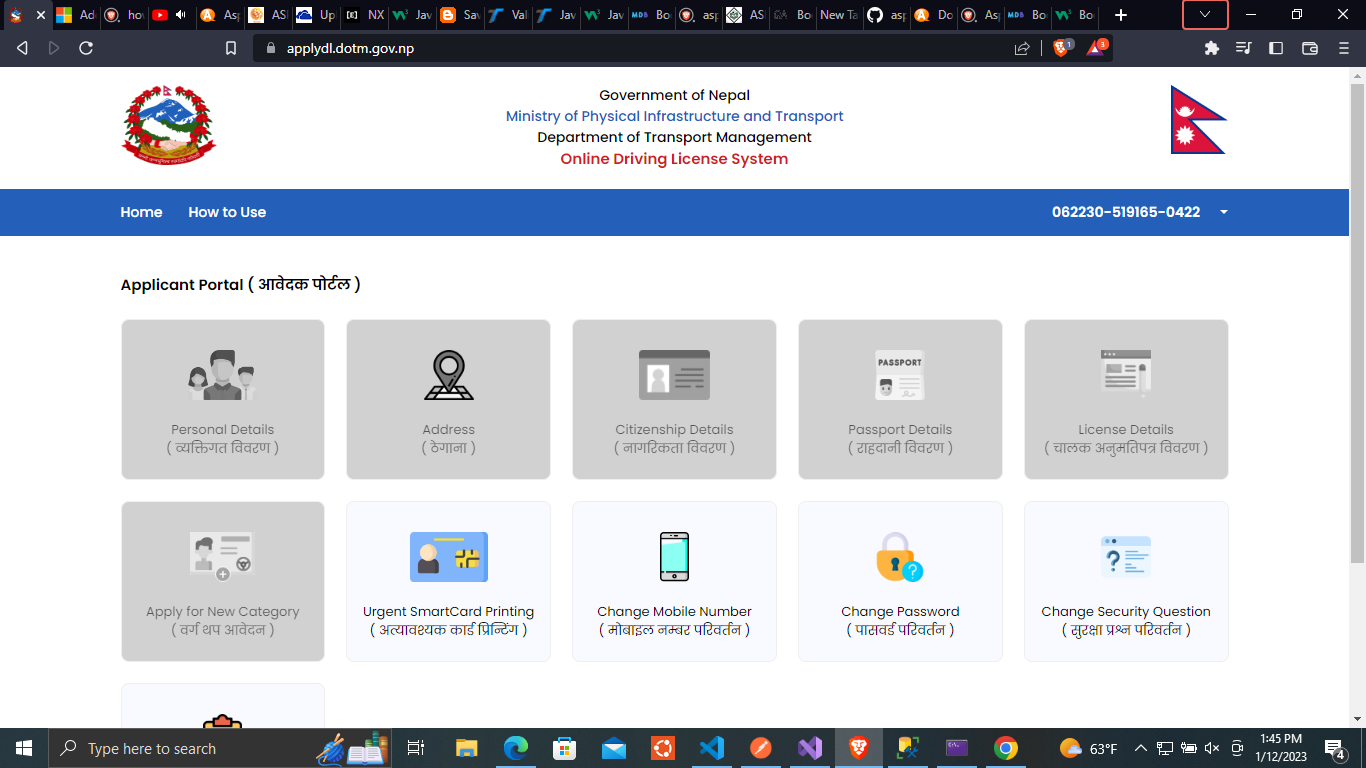 Ad
how
Asp
ASI
Up
NX
Jav
Sav
Val
Jav
Jav
Bo
asp
AS
Bo
New Ta
asp
Do
Asp
Bo
Bo
applydl.dotm.gov.np
1
3
Government of Nepal
Ministry of Physical Infrastructure and Transport
Department of Transport Management
Online Driving License System
Home How to Use 062230-519165-0422
Applicant Portal ( आवेदक पोर्टल )
PASSPORT
Personal Details
( व्यक्तिगत विवरण )
Address
( ठेगाना )
Citizenship Details
( नागरिकता विवरण )
Passport Details
( राहदानी विवरण )
License Details
( चालक अनुमतिपत्र विवरण )
Apply for New Category
( वर्ग थप आवेदन )
Urgent SmartCard Printing
( अत्यावश्यक कार्ड प्रिन्टिंग )
Change Mobile Number
( मोबाइल नम्बर परिवर्तन )
Change Password
( पासवर्ड परिवर्तन )
Change Security Question
( सुरक्षा प्रश्न परिवर्तन )
Type here to search
63°F
1:45 PM
1/12/2023
4